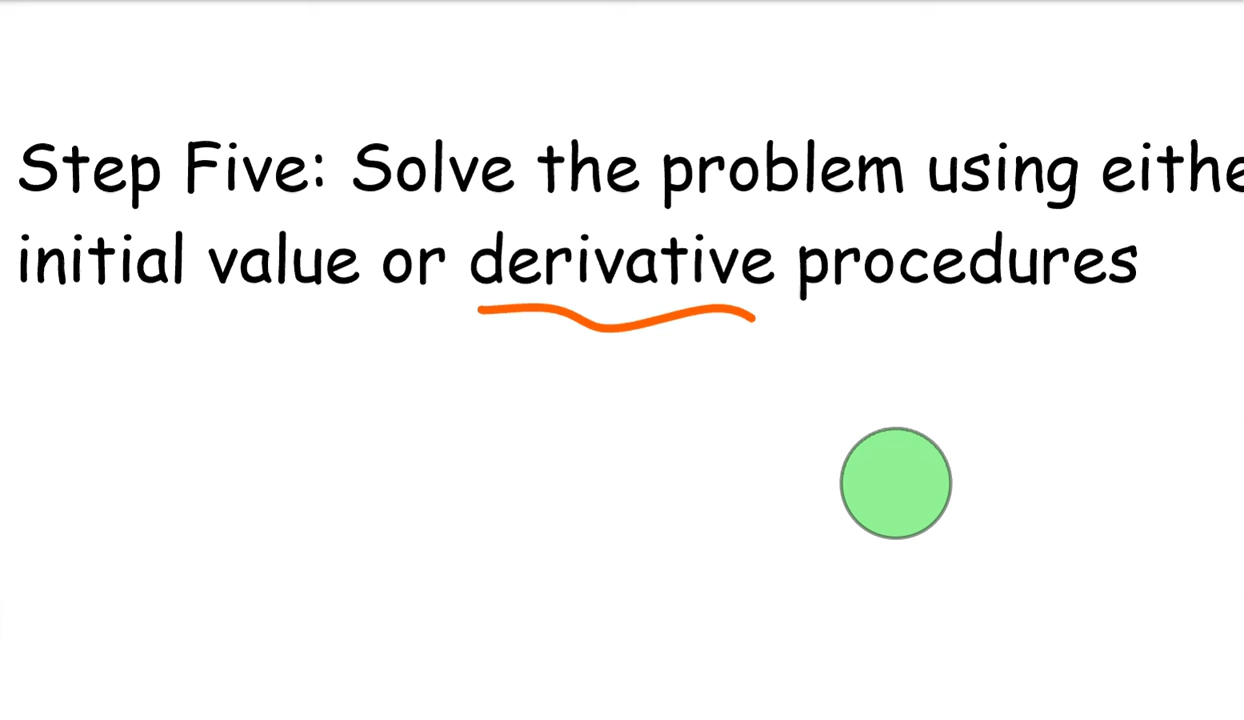 Step Five: Solve the problem using eithe
initial value or derivative procedures